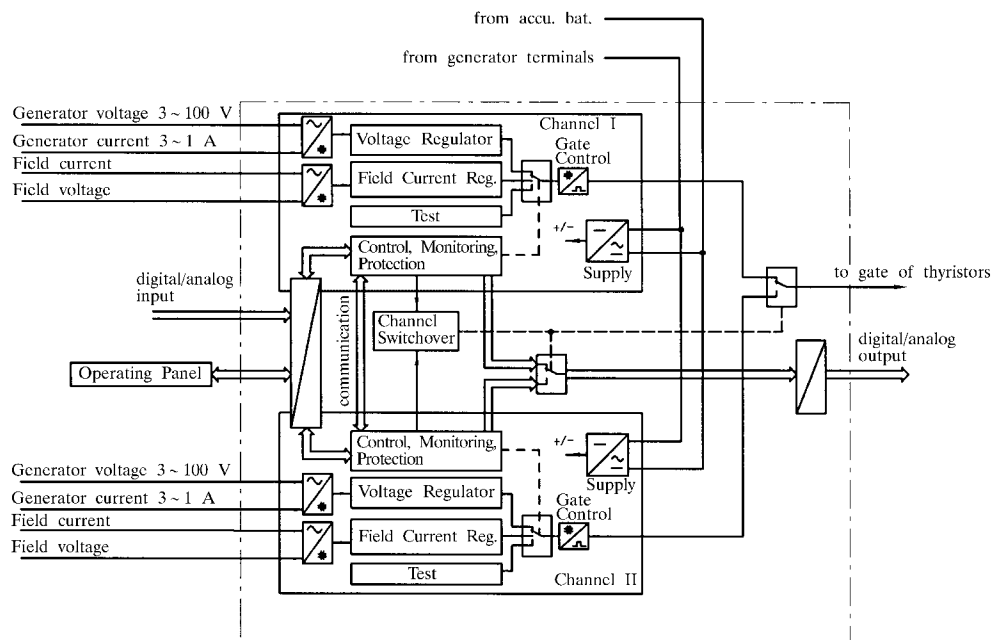 from accu. bat.
from generator terminals
Generator voltage 3~100 V
Generator current 3~1 A
Field current
Field voltage
Channel I
Voltage Regulator
Gate
Control
Field Current Reg.
Test
+/-
Control, Monitoring,
Protection
Supply
digital/analog
input
to gate of thyristors
communication
Channel
Switchover
digital/analog
output
Operating Panel
Control, Monitoring,
Protection
+/-
Supply
Generator voltage 3~100 V
Generator current 3~1 A
Field current
Field voltage
Voltage Regulator
Gate
Control
Field Current Reg.
Test
Channel II